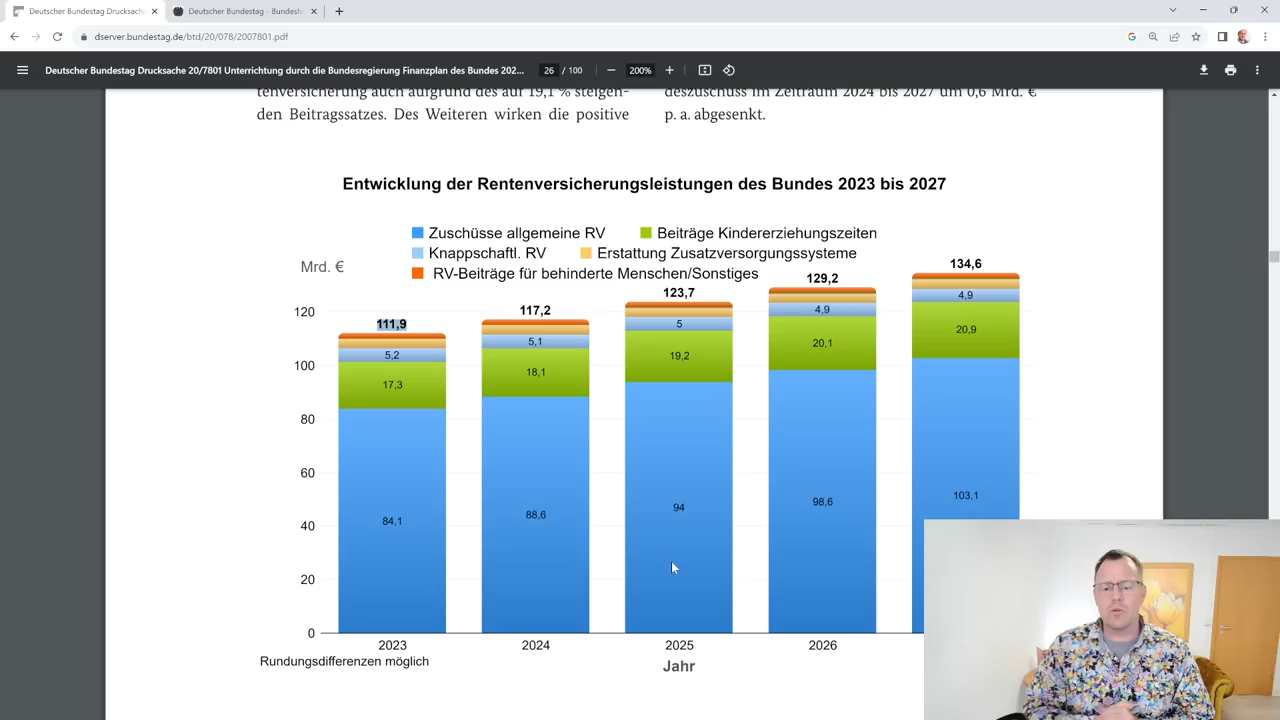 Deutscher Bundestag Drucksache
Deutscher Bundestag - Bundesh
dserver.bundestag.de/btd/20/078/2007801.pdf
Deutscher Bundestag Drucksache 20/7801 Unterrichtung durch die Bundesregierung Finanzplan des Bundes 202...
26 / 100
200%
tenversicherung auch aufgrund des auf 19,1 % steigen-
den Beitragssatzes. Des Weiteren wirken die positive
deszuschuss im Zeitraum 2024 bis 2027 um 0,6 Mrd. €
p. a. abgesenkt.
Entwicklung der Rentenversicherungsleistungen des Bundes 2023 bis 2027
Zuschüsse allgemeine RV
Beiträge Kindererziehungszeiten
Knappschaftl. RV
Erstattung Zusatzversorgungssysteme
RV-Beiträge für behinderte Menschen/Sonstiges
Mrd. €
120
100
80
60
40
20
0
111,9
5,2
17,3
84,1
117,2
5,1
18,1
88,6
123,7
5
19,2
94
129,2
4,9
20,1
98,6
134,6
4,9
20,9
103,1
2023
2024
2025
2026
Rundungsdifferenzen möglich
Jahr